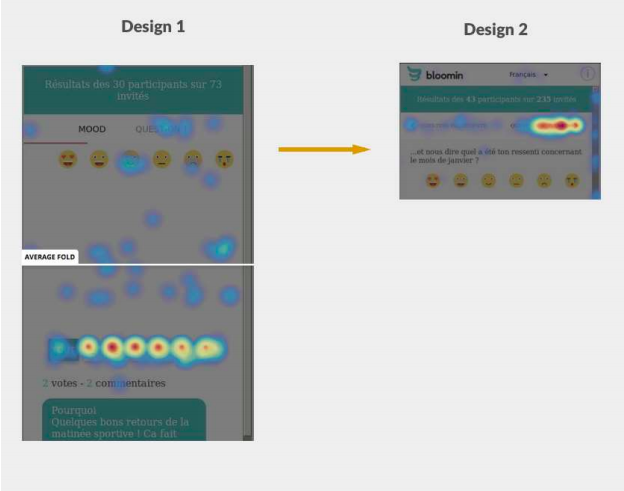 Design 1
Design 2
Résultats des 30 participants sur 73
invités
MOOD
QUES
AVERAGE FOLD
2 votes - 2 commentaires
Pourquoi
Quelques bons retours de la
matinée sportive ! Ca fait
bloomin
Français
i
Résultats des 43 participants sur 235 invités
...et nous dire quel a été ton ressenti concernant
le mois de janvier ?